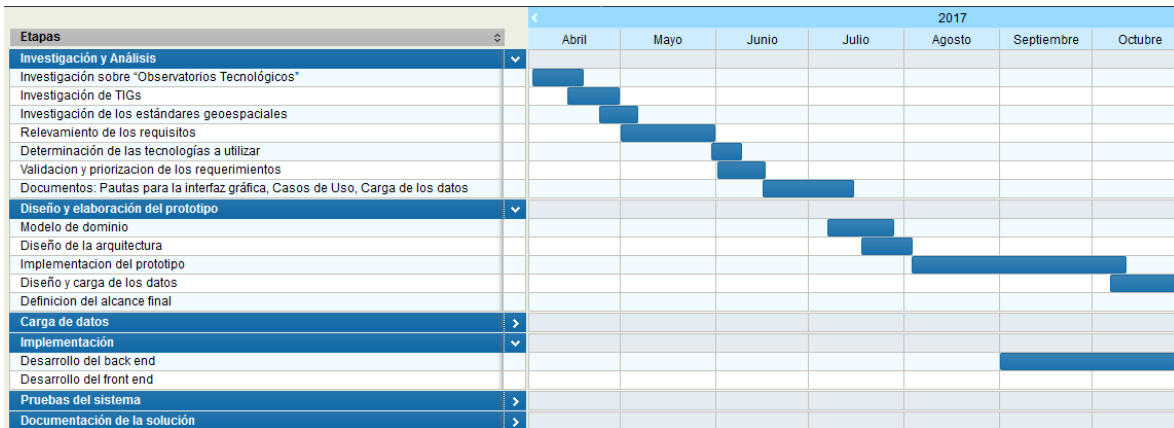 2017
Etapas Abril Mayo Junio Julio Agosto Septiembre Octubre
Investigación y Análisis
Investigación sobre "Observatorios Tecnológicos"
Investigación de TIGs
Investigación de los estándares geoespaciales
Relevamiento de los requisitos
Determinación de las tecnologías a utilizar
Validacion y priorizacion de los requerimientos
Documentos: Pautas para la interfaz gráfica, Casos de Uso, Carga de los datos
Diseño y elaboración del prototipo
Modelo de dominio
Diseño de la arquitectura
Implementacion del prototipo
Diseño y carga de los datos
Definicion del alcance final
Carga de datos
Implementación
Desarrollo del back end
Desarrollo del front end
Pruebas del sistema
Documentación de la solución